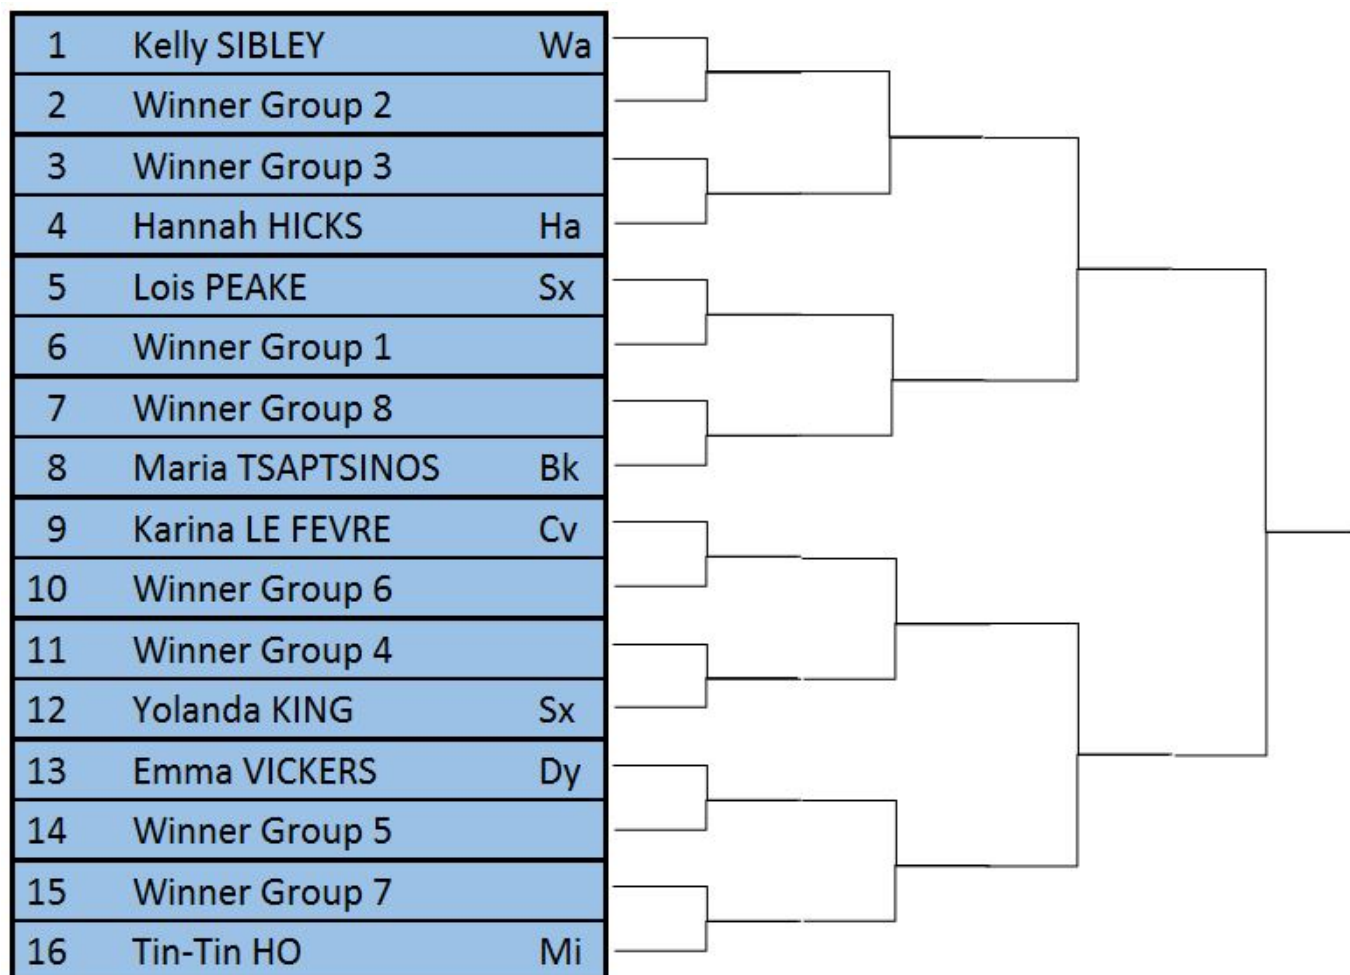 1 Kelly SIBLEY Wa
2 Winner Group 2
3 Winner Group 3
4 Hannah HICKS Ha
5 Lois PEAKE Sx
6 Winner Group 1
7 Winner Group 8
8 Maria TSAPTSINOS Bk
9 Karina LE FEVRE Cv
10 Winner Group 6
11 Winner Group 4
12 Yolanda KING Sx
13 Emma VICKERS Dy
14 Winner Group 5
15 Winner Group 7
16 Tin-Tin HO Mi